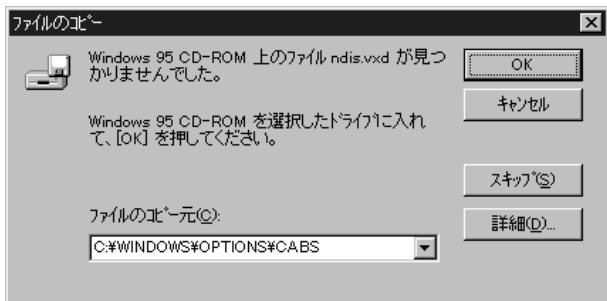 ファイルのコピー
Windows 95 CD-ROM 上のファイル ndis.vxd が見つ
かりませんでした。
OK
キャンセル
Windows 95 CD-ROM を選択したドライブに入れ
て、[OK] を押してください。
スキップ(S)
ファイルのコピー元(C):
詳細(D)...
C:¥WINDOWS¥OPTIONS¥CABS